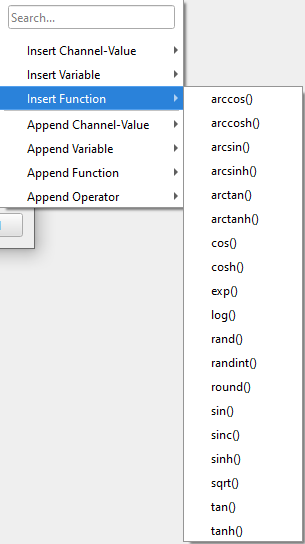 Search...
Insert Channel-Value
Insert Variable
Insert Function
Append Channel-Value
Append Variable
Append Function
Append Operator
arccos()
arccosh()
arcsin()
arcsinh()
arctan()
arctanh()
cos()
cosh()
exp()
log()
rand()
randint()
round()
sin()
sinc()
sinh()
sqrt()
tan()
tanh()